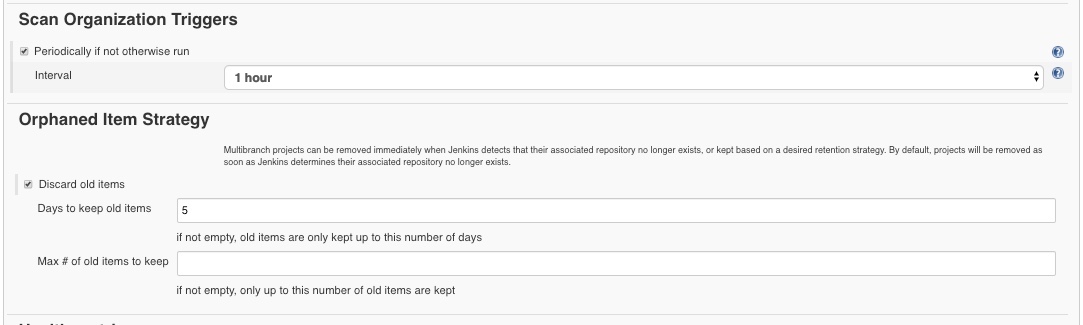 Scan Organization Triggers
Periodically if not otherwise run
Interval
1 hour
Orphaned Item Strategy
Multibranch projects can be removed immediately when Jenkins detects that their associated repository no longer exists, or kept based on a desired retention strategy. By default, projects will be removed as
soon as Jenkins determines their associated repository no longer exists.
Discard old items
Days to keep old items
5
if not empty, old items are only kept up to this number of days
Max # of old items to keep
if not empty, only up to this number of old items are kept